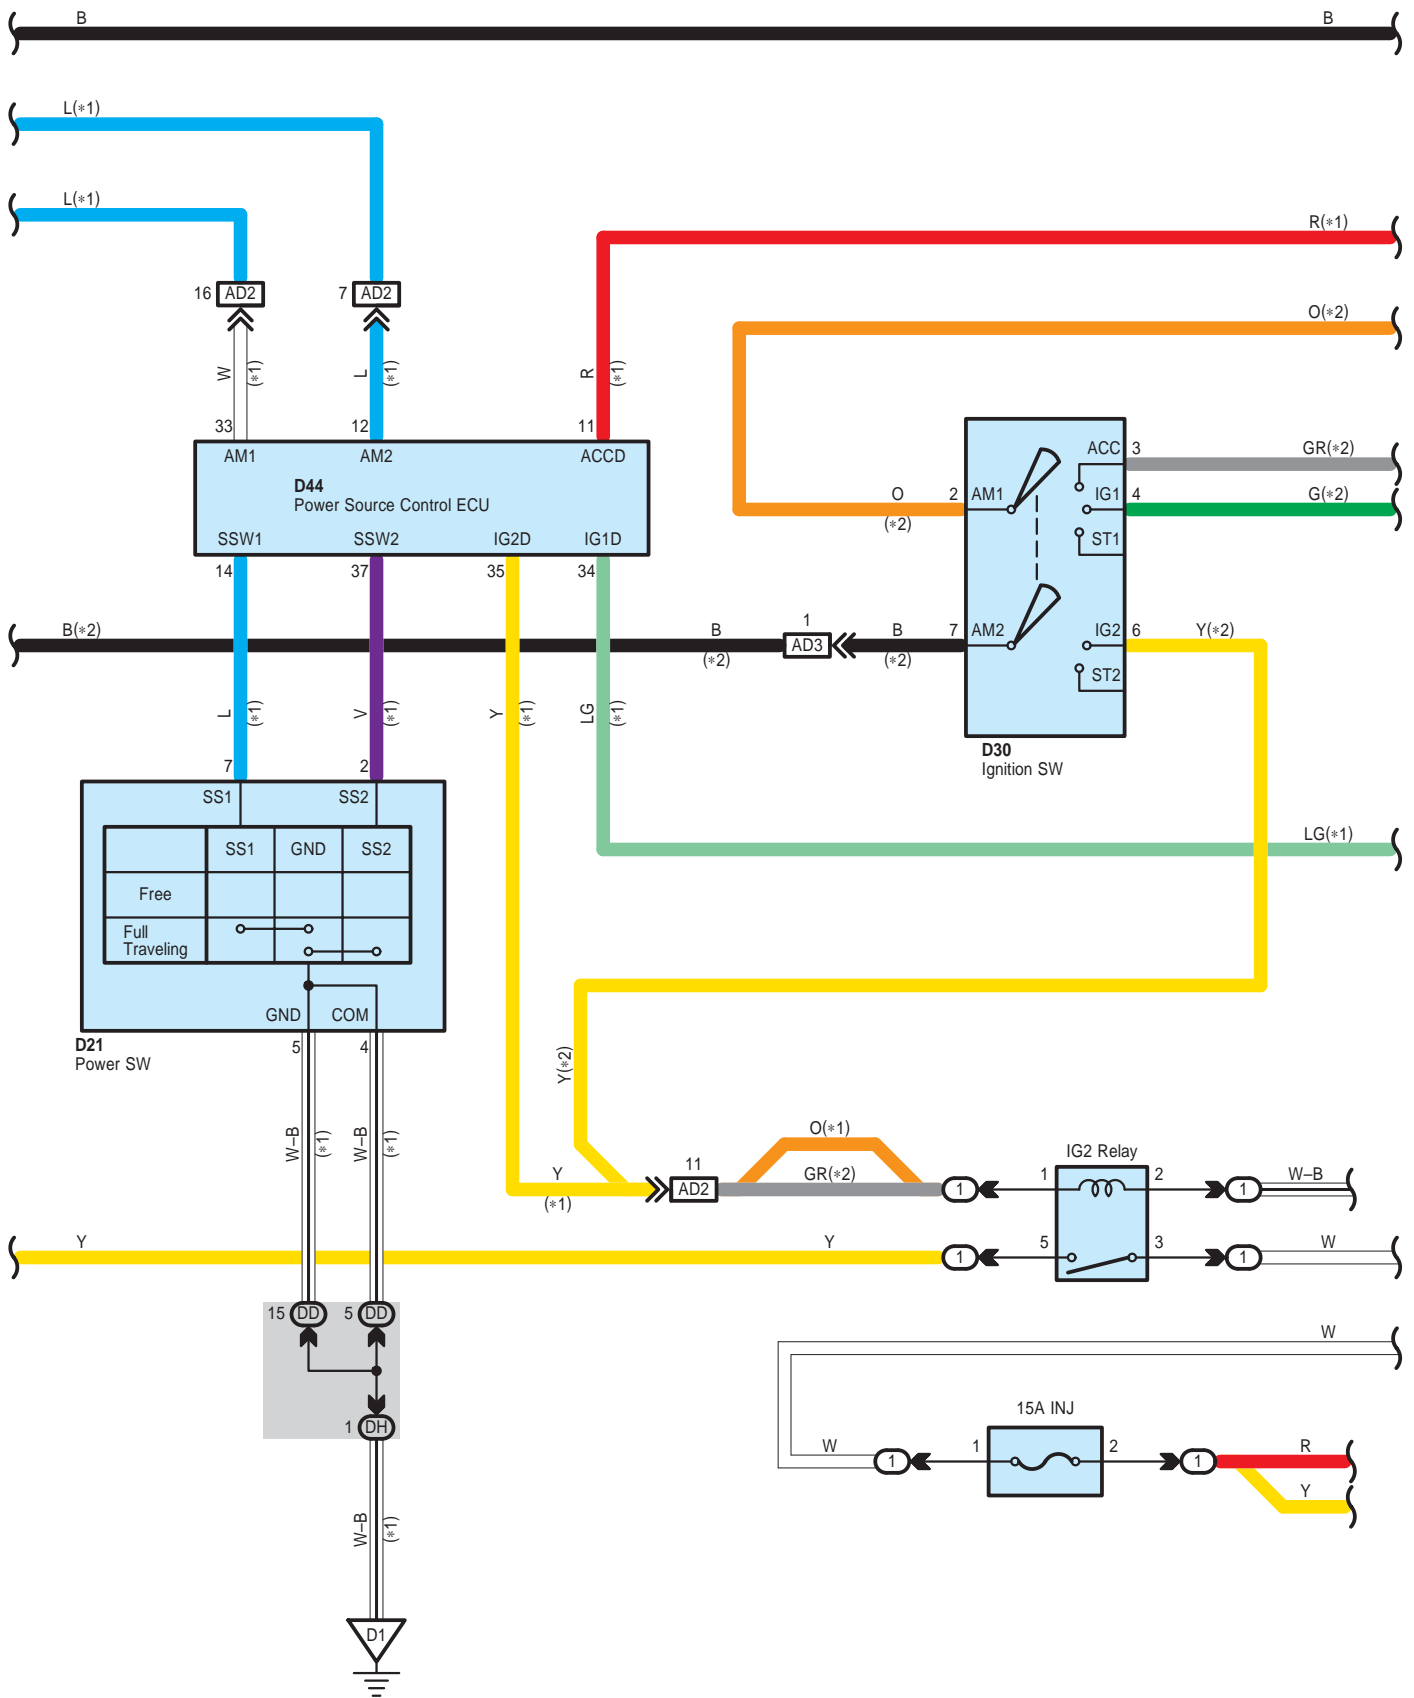 B B
L(∗1)
L(∗1)
R(∗1)
16 AD2 7 AD2
O(∗2)
W (∗1) L (∗1) R (∗1)
33 12 11
AM1 AM2 ACCD
D44
Power Source Control ECU
SSW1 SSW2 IG2D IG1D
14 37 35 34
ACC 3 GR(∗2)
O 2 AM1 IG1 4 G(∗2)
(∗2)
ST1
B(∗2) B 1 B 7 AM2 IG2 6 Y(∗2)
(∗2) AD3 (∗2)
ST2
L (∗1) V (∗1) Y (∗1) LG (∗1)
D30
Ignition SW
7 2
SS1 SS2
SS1 GND SS2
Free
Full
Traveling
LG(∗1)
GND COM
D21
Power SW
5 4
Y(∗2)
W–B (∗1) W–B (∗1)
O(∗1)
IG2 Relay
Y 11 GR(∗2) 1 1 2 1 W–B
(∗1) AD2
Y Y 1 5 3 1 W
15 DD 5 DD
W
1 DH
15A INJ
W 1 1 2 1 R
Y
W–B (∗1)
D1